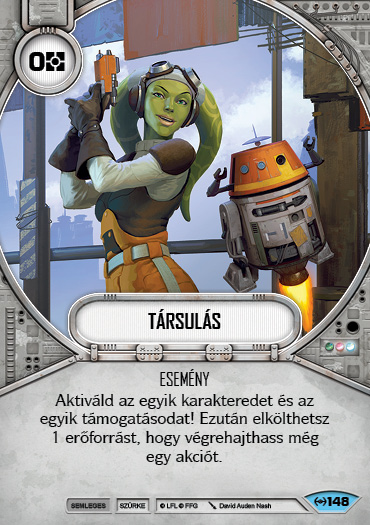 0
TÁRSULÁS
ESEMÉNY
Aktiváld az egyik karakteredet és az
egyik támogatásodat! Ezután elkölthetsz
1 erőforrást, hogy végrehajthass még
egy akciót.
SEMLEGES SZÜRKE © LFL © FFG David Auden Nash 148